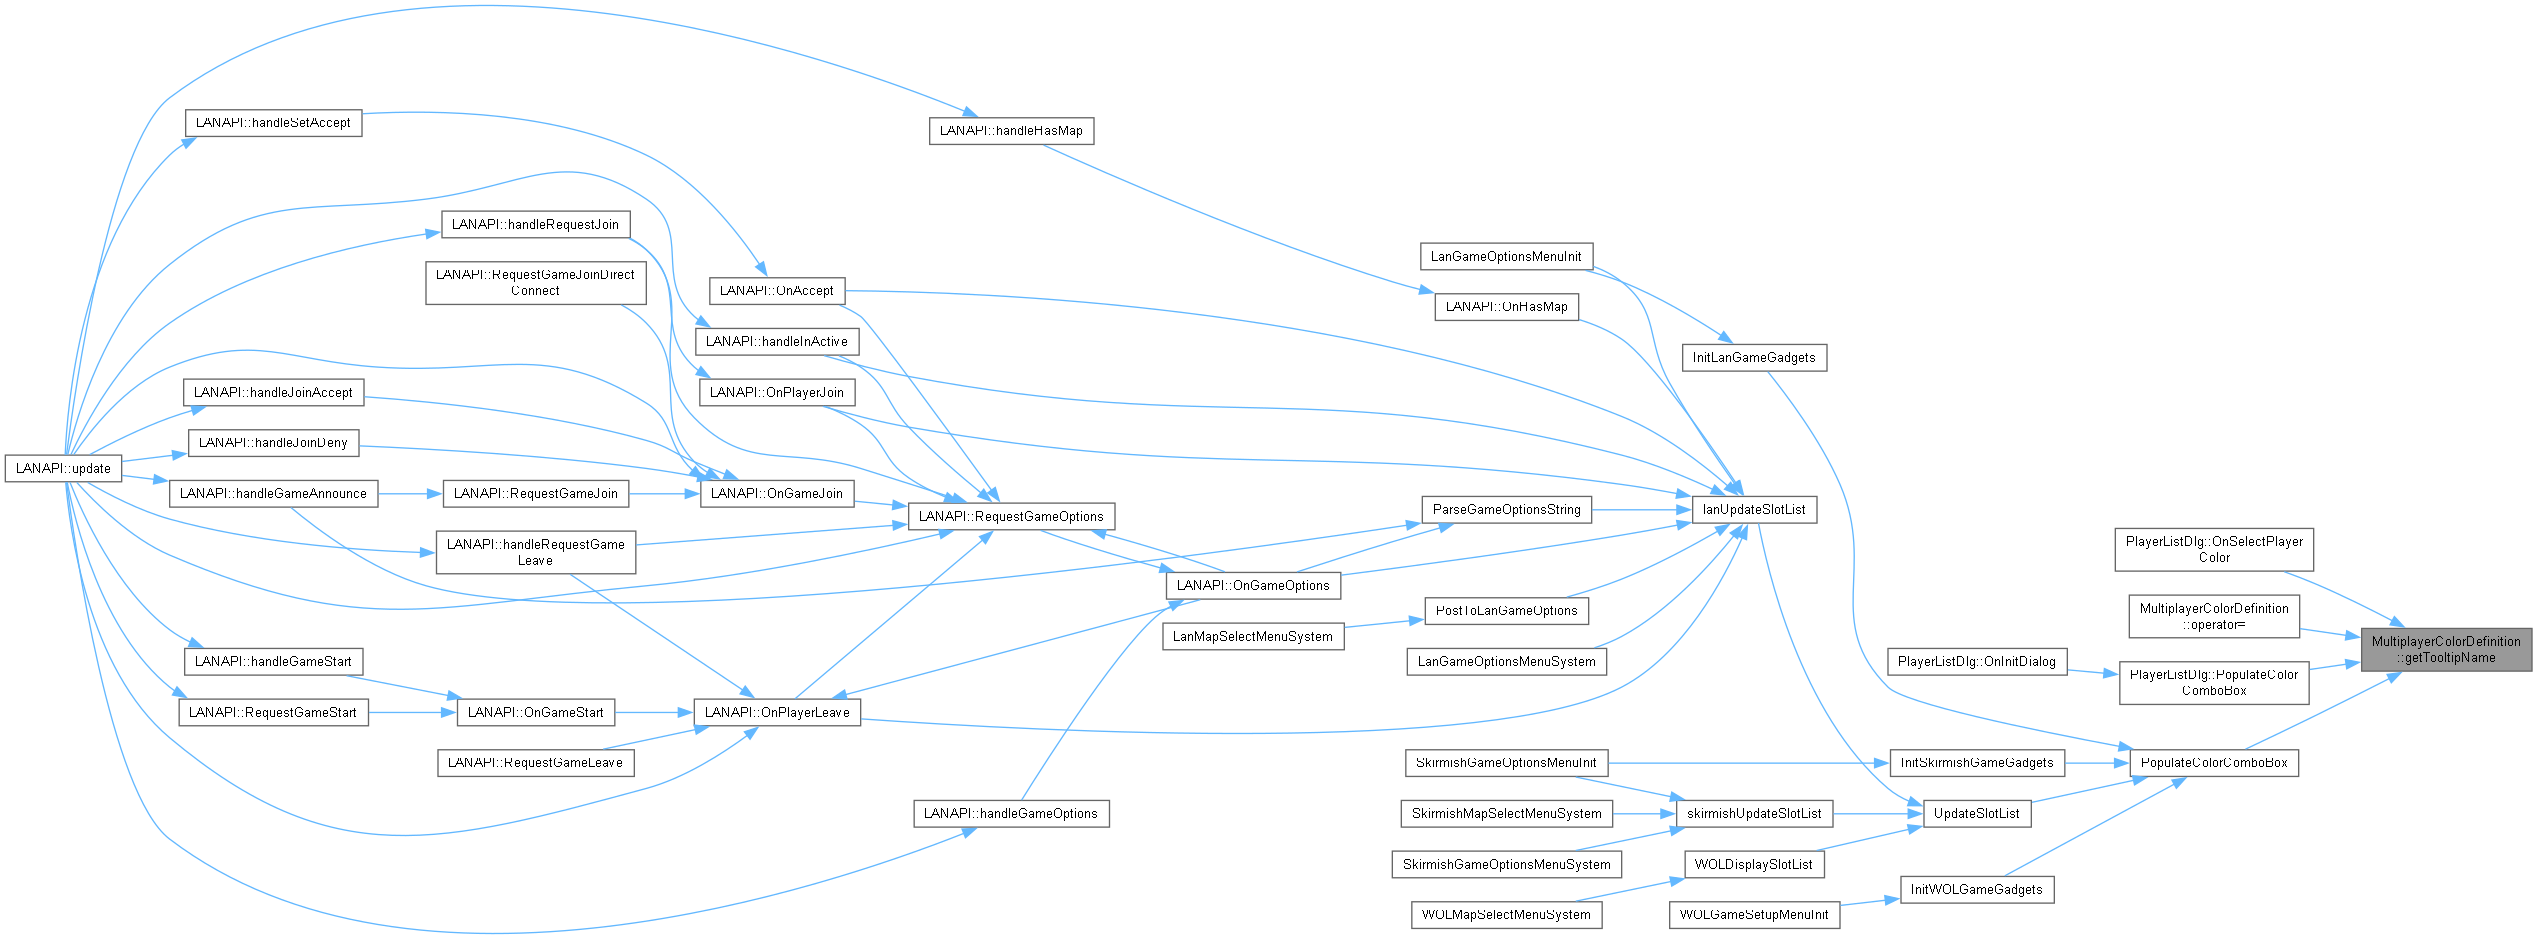 LANAPI::handleSetAccept
LANAPI::handleHasMap
LANAPI::handleRequestJoin
LanGameOptionsMenuInit
LANAPI::RequestGameJoinDirect
Connect
LANAPI::OnAccept
LANAPI::OnHasMap
LANAPI::handleInActive
InitLanGameGadgets
LANAPI::handleJoinAccept
LANAPI::OnPlayerJoin
LANAPI::handleJoinDeny
LANAPI::update
LANAPI::handleGameAnnounce
LANAPI::RequestGameJoin
LANAPI::OnGameJoin
LANAPI::RequestGameOptions
ParseGameOptionsString
lanUpdateSlotList
LANAPI::handleRequestGame
Leave
PlayerListDlg::OnSelectPlayer
Color
LANAPI::OnGameOptions
PostToLanGameOptions
MultiplayerColorDefinition
::operator=
LanMapSelectMenuSystem
MultiplayerColorDefinition
::getTooltipName
LANAPI::handleGameStart
LanGameOptionsMenuSystem
PlayerListDlg::OnInitDialog
PlayerListDlg::PopulateColor
ComboBox
LANAPI::RequestGameStart
LANAPI::OnGameStart
LANAPI::OnPlayerLeave
LANAPI::RequestGameLeave
SkirmishGameOptionsMenuInit
InitSkirmishGameGadgets
PopulateColorComboBox
LANAPI::handleGameOptions
SkirmishMapSelectMenuSystem
skirmishUpdateSlotList
UpdateSlotList
SkirmishGameOptionsMenuSystem
WOLDisplaySlotList
InitWOLGameGadgets
WOLMapSelectMenuSystem
WOLGameSetupMenuInit